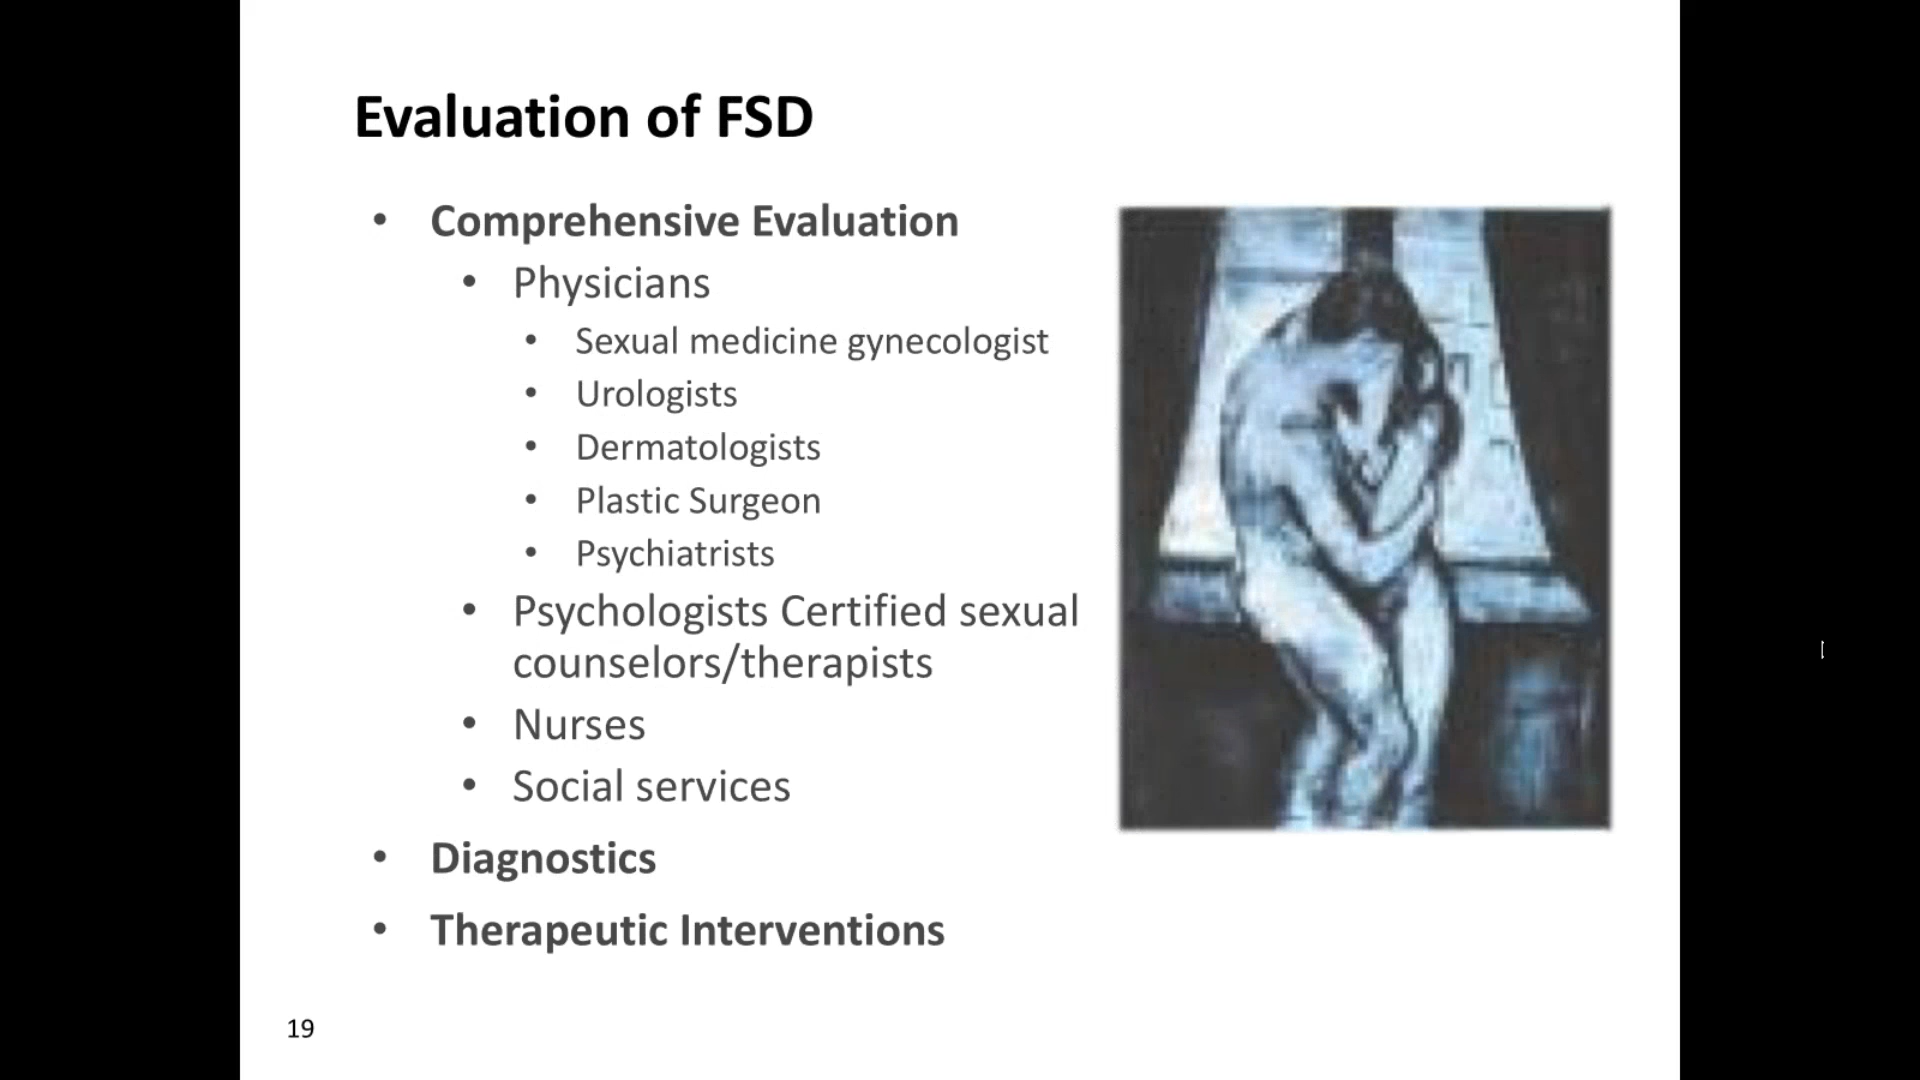 Evaluation of FSD
• Comprehensive Evaluation
• Physicians
• Sexual medicine gynecologist
• Urologists
• Dermatologists
• Plastic Surgeon
• Psychiatrists
• Psychologists Certified sexual
counselors/therapists
• Nurses
• Social services
• Diagnostics
• Therapeutic Interventions
19